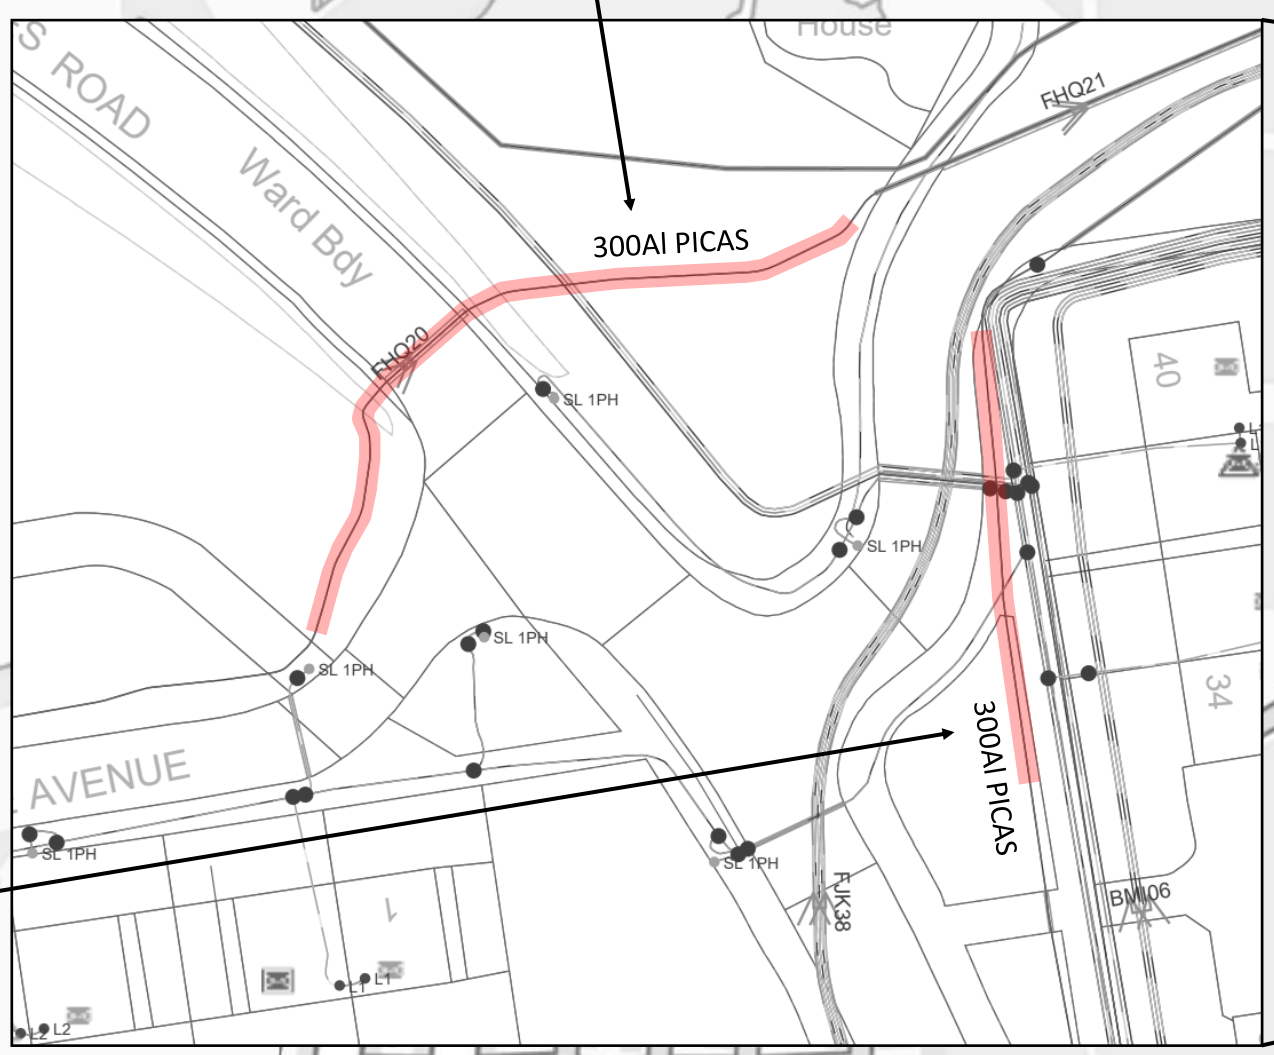 House
S ROAD
FHQ21
Ward Bdy
300Al PICAS
FHQ20
40
SL 1PH
L
SL 1PH
SL 1PH
SL 1PH
34
300Al PICAS
AVENUE
SL 1PH
SL 1PH
FJK38
BMI06
1
L1
L1
L2
L2